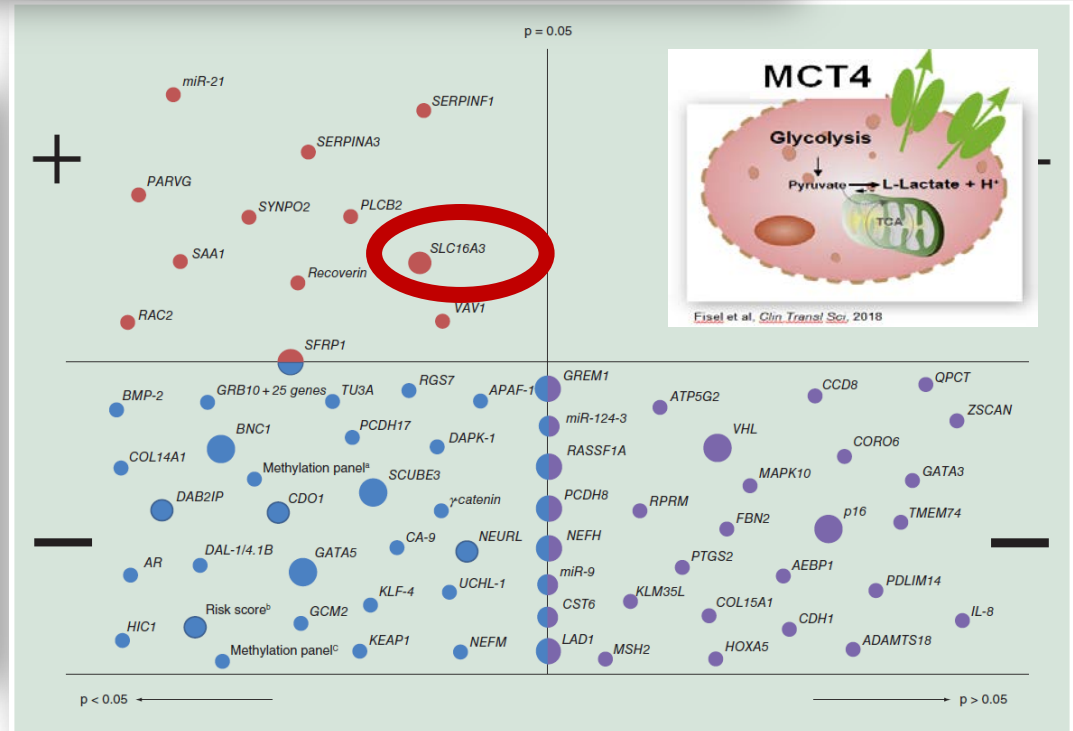 p = 0.05
miR-21
SERPINF1
SERPINA3
PARVG
SYNPO2
PLCB2
SAA1
SLC16A3
Recoverin
RAC2
VAV1
SFRP1
+
-
MCT4
Glycolysis
Pyruvate L-Lactate + H+
TCA
Fisel et al, Clin Transl Sci, 2018
BMP-2
GRB10 + 25 genes
TU3A
RGS7
APAF-1
GREM1
BNC1
PCDH17
DAPK-1
miR-124-3
COL14A1
Methylation panelª
SCUBE3
RASSF1A
DAB2IP
CDO1
γ-catenin
PCDH8
CA-9
NEURL
NEFH
AR
DAL-1/4.1B
GATA5
KLF-4
UCHL-1
miR-9
Risk scoreᵇ
GCM2
CST6
HIC1
Methylation panelᶜ
KEAP1
NEFM
LAD1
ATP5G2
CCD8
QPCT
ZSCAN
VHL
CORO6
MAPK10
GATA3
RPRM
FBN2
p16
TMEM74
PTGS2
AEBP1
PDLIM14
KLM35L
COL15A1
CDH1
IL-8
MSH2
HOXA5
ADAMTS18
p < 0.05
p > 0.05